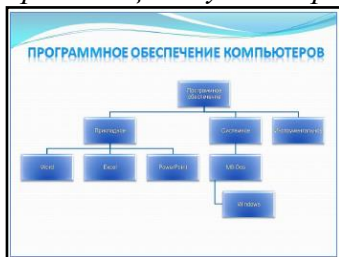 ПРОГРАММНОЕ ОБЕСПЕЧЕНИЕ КОМПЬЮТЕРОВ
Программное
обеспечение
Прикладное
Системное
Инструментальное
Word
Excel
PowerPoint
MS Dos
Windows